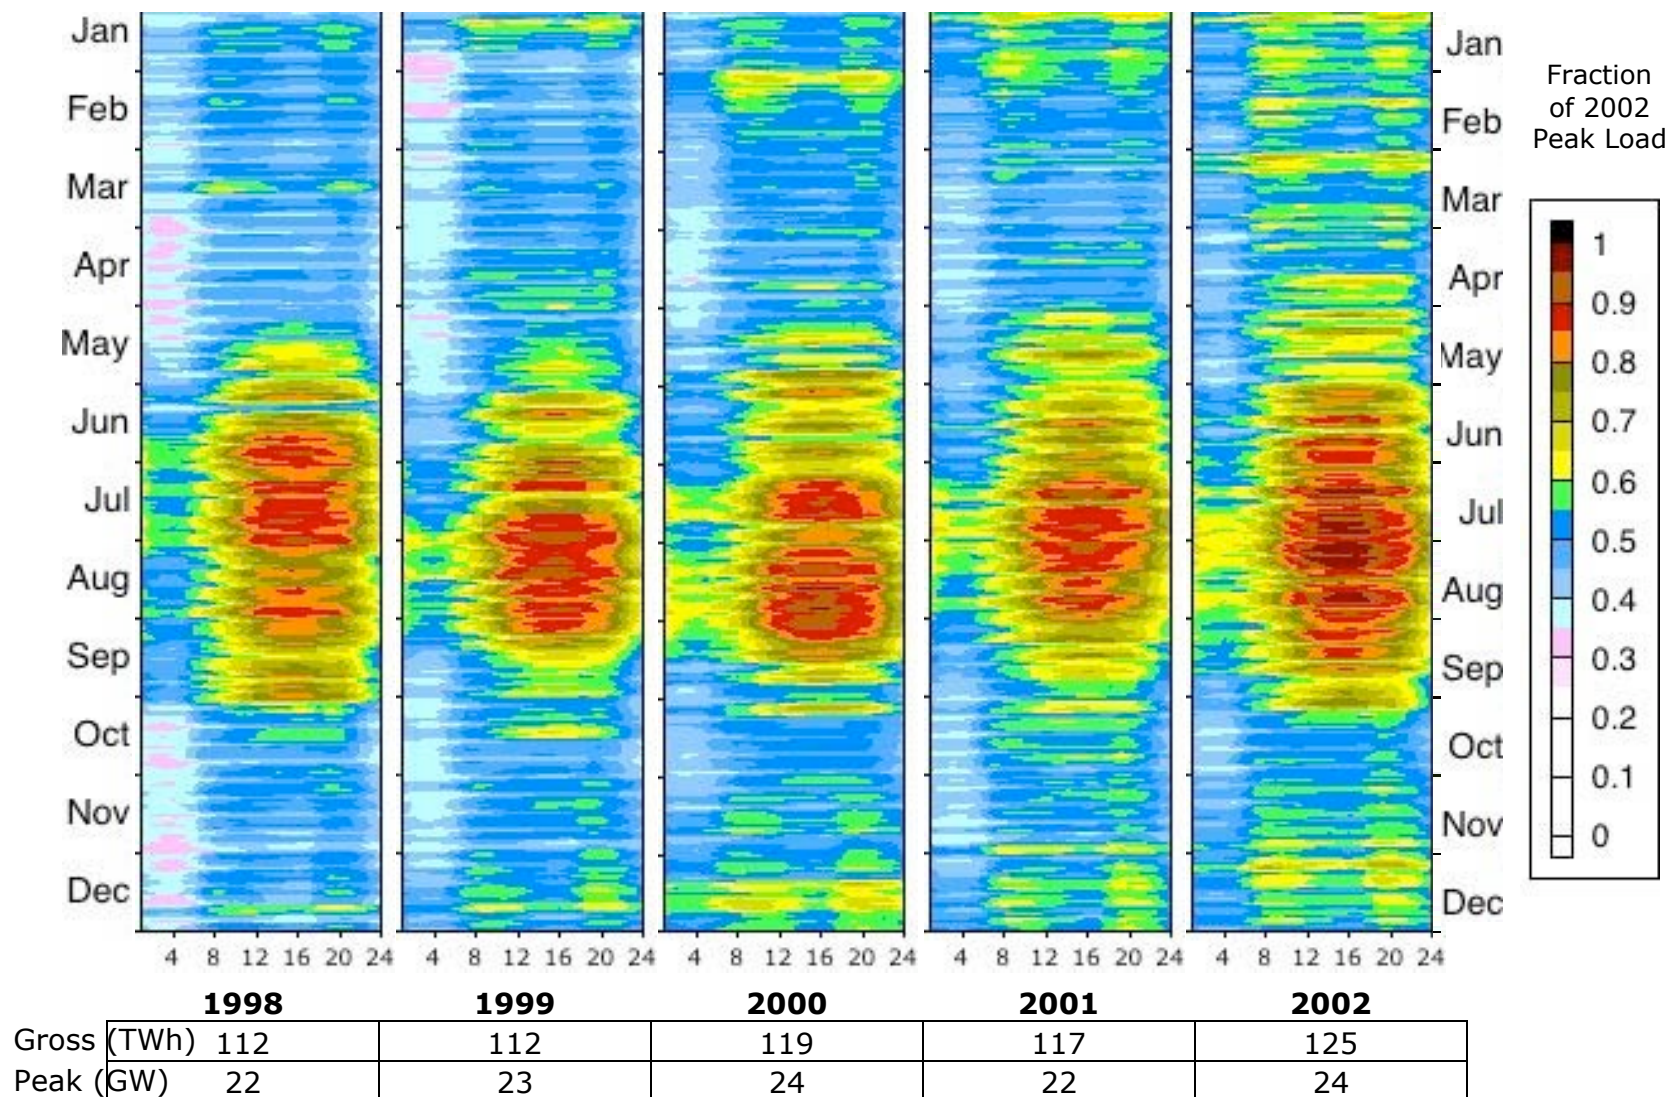 Jan
Feb
Mar
Apr
May
Jun
Jul
Aug
Sep
Oct
Nov
Dec
Jan
Feb
Mar
Apr
May
Jun
Jul
Aug
Sep
Oct
Nov
Dec
Fraction
of 2002
Peak Load
1
0.9
0.8
0.7
0.6
0.5
0.4
0.3
0.2
0.1
0
4 8 12 16 20 24 4 8 12 16 20 24 4 8 12 16 20 24 4 8 12 16 20 24 4 8 12 16 20 24
1998 1999 2000 2001 2002
Gross (TWh) 112 112 119 117 125
Peak (GW) 22 23 24 22 24